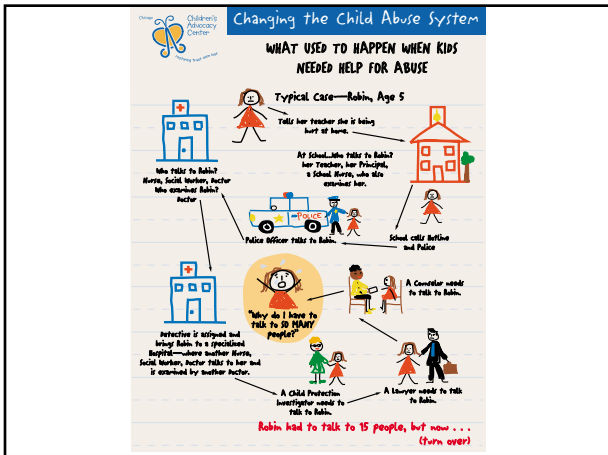 Chicago
Children's
Advocacy
Center
Changing the Child Abuse System
WHAT USED TO HAPPEN WHEN KIDS
NEEDED HELP FOR ABUSE
Typical Case—Robin, Age 5
Tells her teacher she is being
hurt at home.
At School...Who talks to Robin?
her Teacher, her Principal,
a School Nurse, who also
examines her.
Who talks to Robin?
Nurse, Social Worker, Doctor
Who examines Robin?
Doctor
POLICE
Police Officer talks to Robin.
School calls Hotline
and Police
A Counselor needs
to talk to Robin.
"Why do I have to
talk to SO MANY
people?"
Detective is assigned and
brings Robin to a specialized
Hospital—where another Nurse,
Social Worker, Doctor talks to her and
is examined by another Doctor.
A Child Protection
Investigator needs to
talk to Robin.
A Lawyer needs to talk
to Robin.
Robin had to talk to 15 people, but now . . .
(turn over)